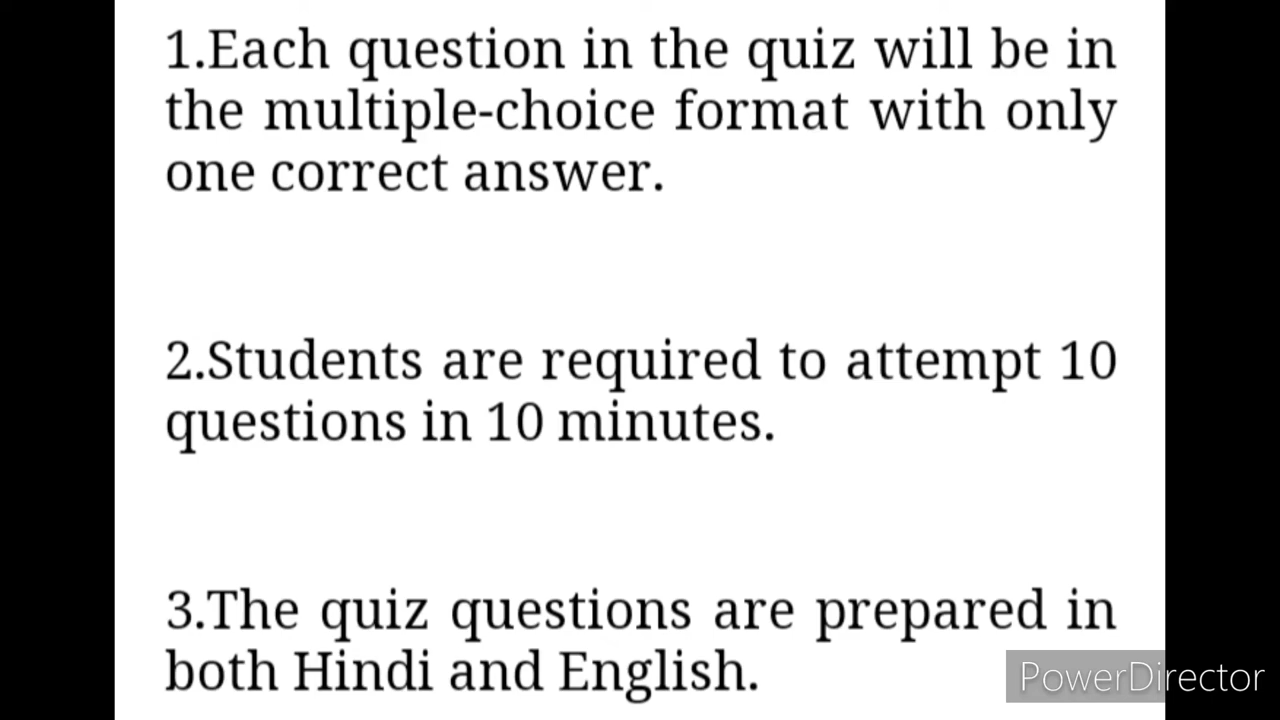 1.Each question in the quiz will be in
the multiple-choice format with only
one correct answer.
2.Students are required to attempt 10
questions in 10 minutes.
3.The quiz questions are prepared in
both Hindi and English.
PowerDirector